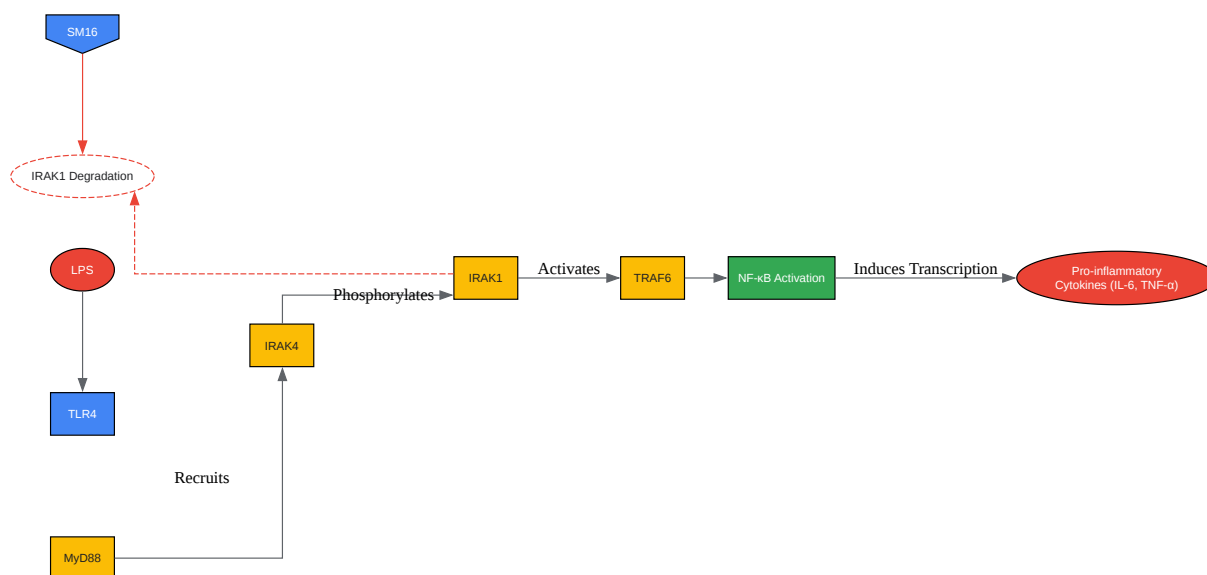 SM16
IRAK1 Degradation
LPS
IRAK1
Activates
TRAF6
NF-κB Activation
Induces Transcription
Pro-inflammatory
Cytokines (IL-6, TNF-α)
Phosphorylates
IRAK4
TLR4
Recruits
MyD88